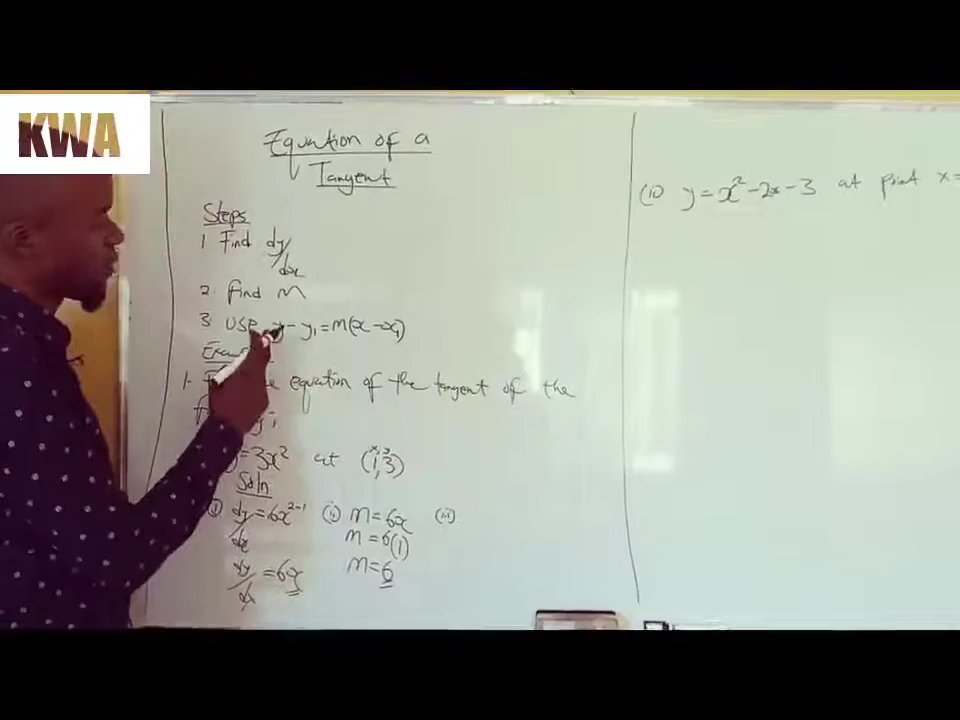 KWA
Equation of a
Tangent
Steps
1 Find dy/dx
2. find m
3 USE y - y₁ = m(x - x₁)
1. equation of the tangent of the
= 3x² at (1, 3)
x, y
Soln
(i) dy/dx = 6x²⁻¹
dy/dx = 6x
(ii) m = 6x
m = 6(1)
m = 6
(iii)
(ii) y = x² - 2x - 3 at point x =